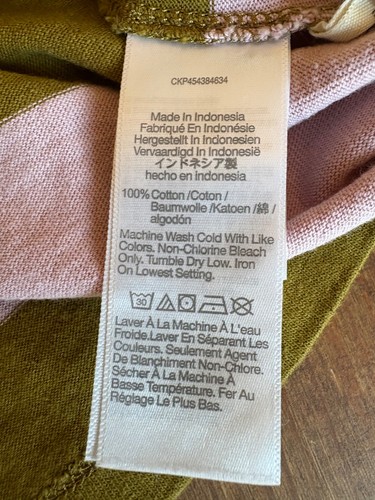 CKP454384634
Made In Indonesia
Fabriqué En Indonésie
Hergestellt In Indonesien
Vervaardigd In Indonesië
インドネシア製
hecho en indonesia
100% Cotton /Coton /
Baumwolle /Katoen /綿 /
algodón
Machine Wash Cold With Like
Colors. Non-Chlorine Bleach
Only. Tumble Dry Low. Iron
On Lowest Setting.
30
Laver À La Machine À L'eau
Froide.Laver En Séparant Les
Couleurs. Seulement Agent
De Blanchiment Non-Chlore.
Sécher À La Machine À
Basse Température. Fer Au
Réglage Le Plus Bas.